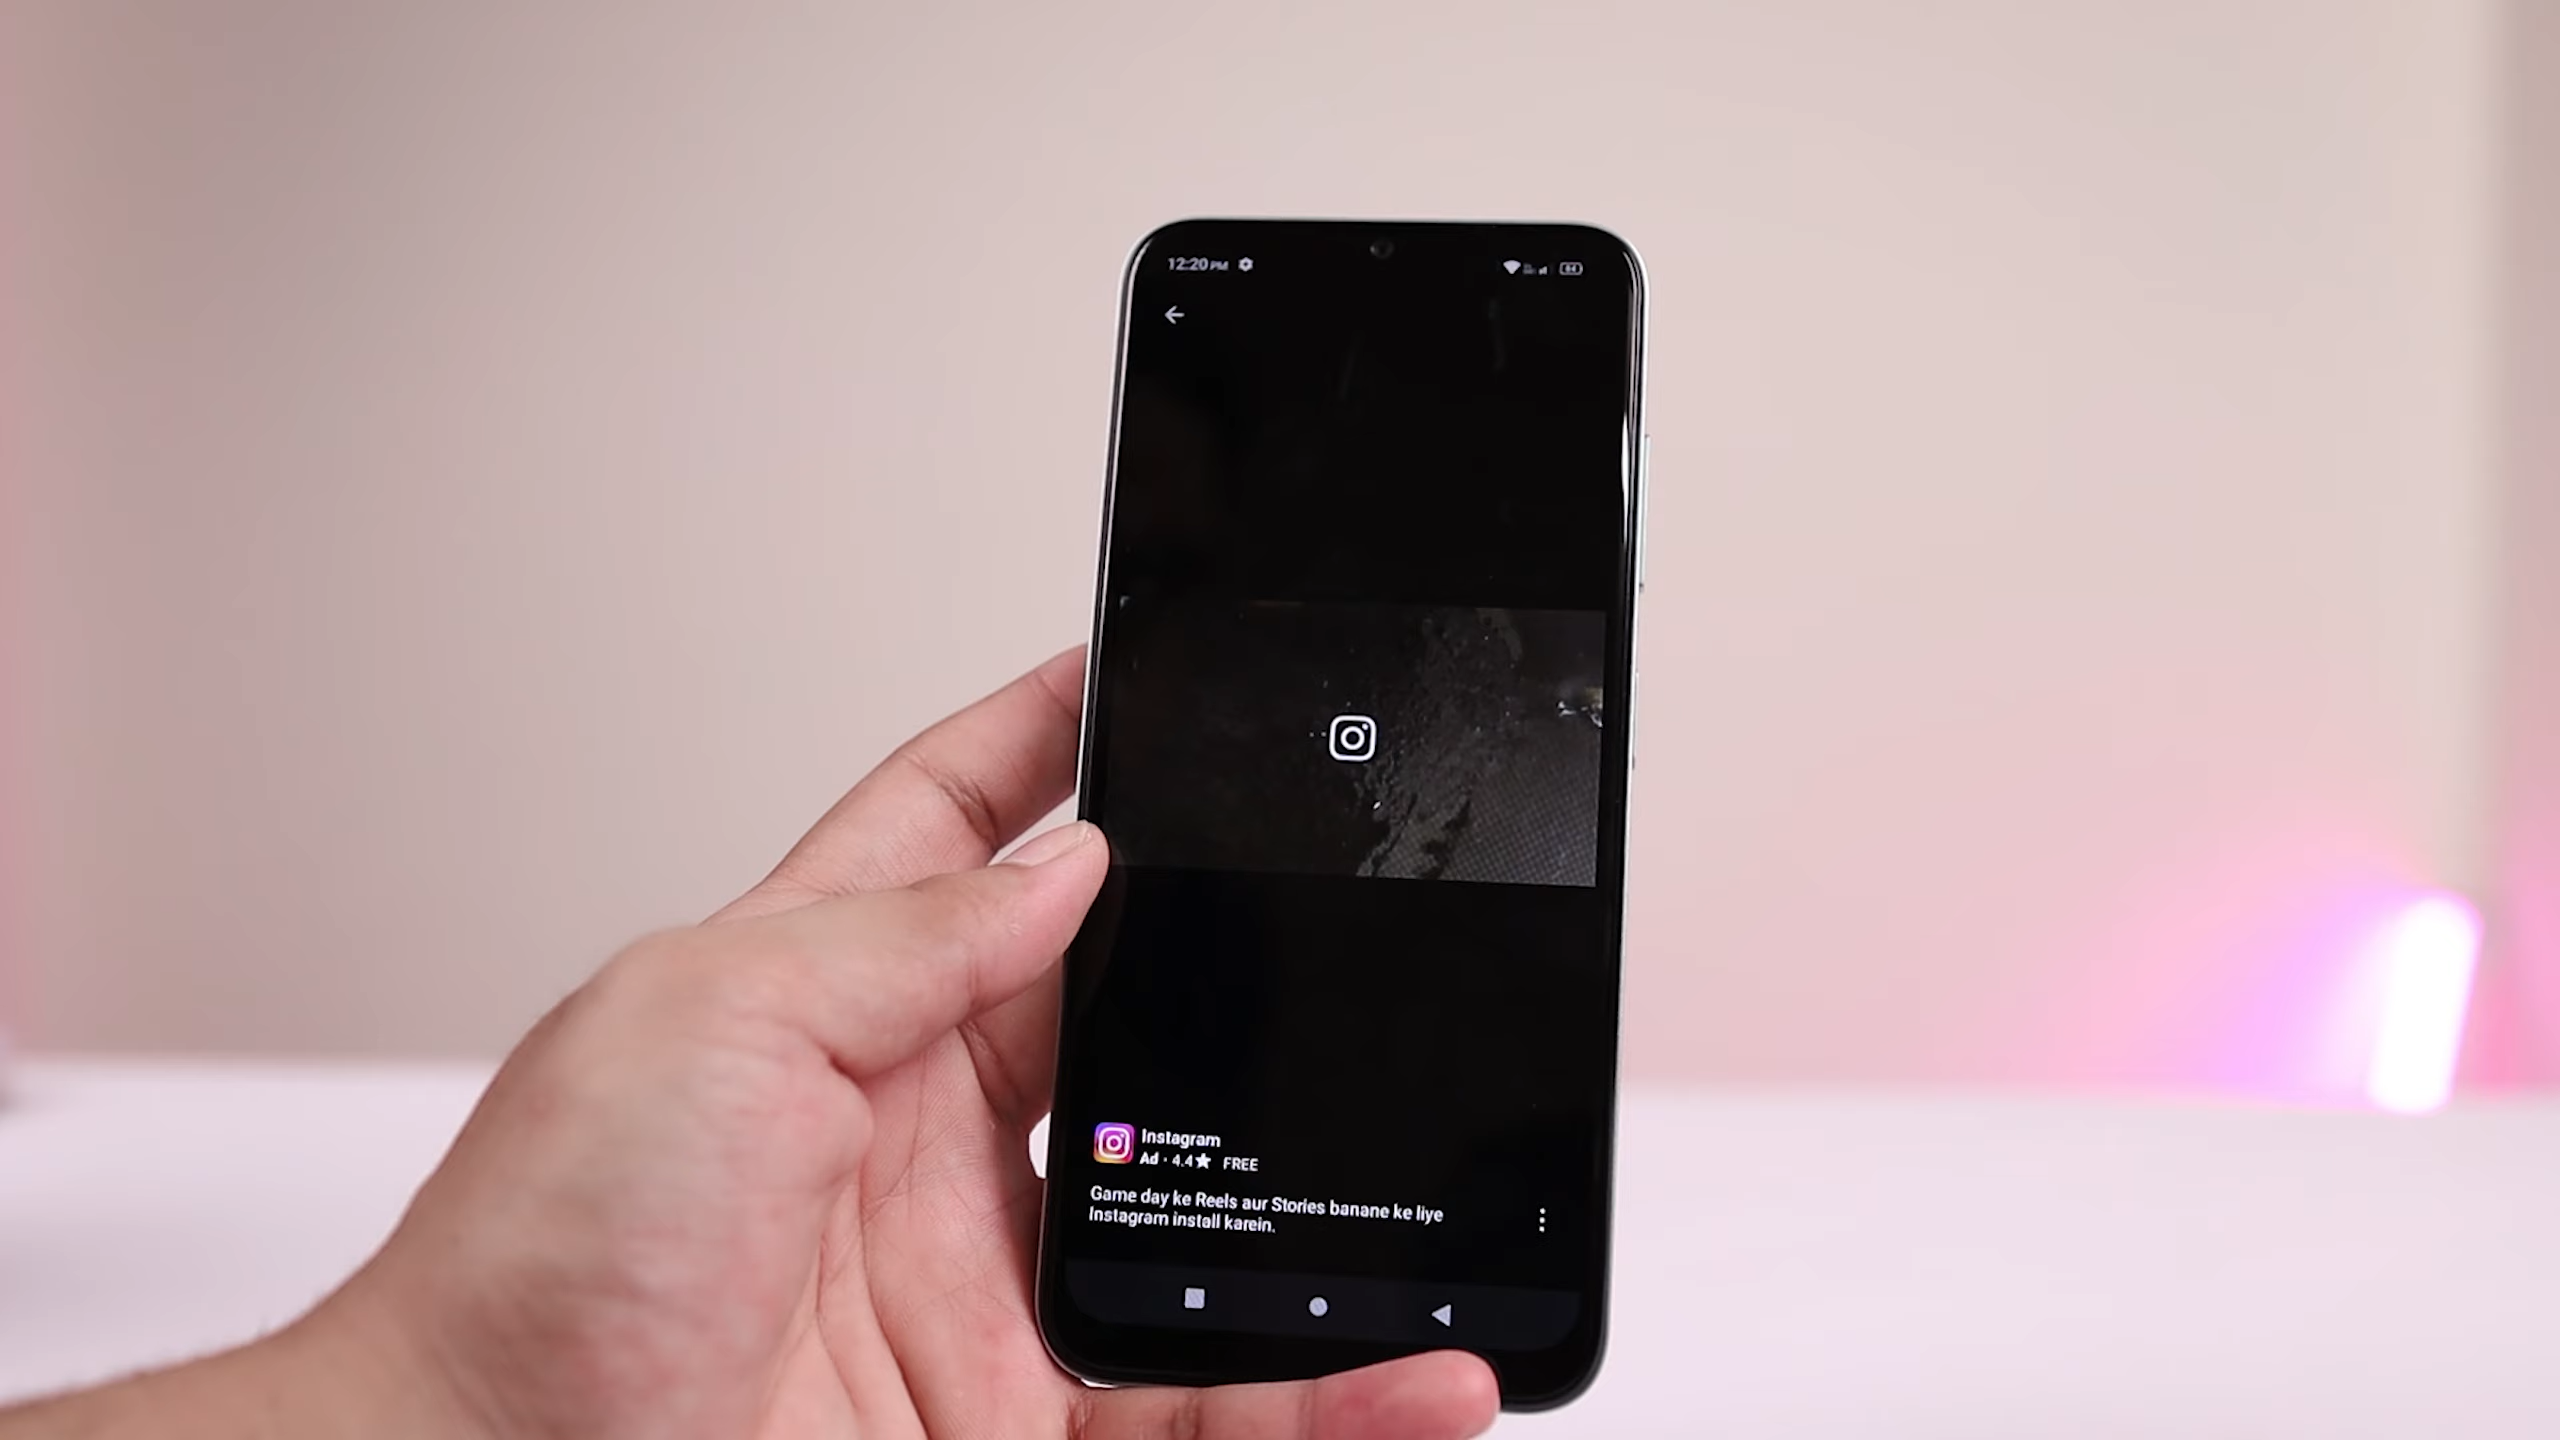 12:20 PM
84
Instagram
Ad · 4.4★ FREE
Game day ke Reels aur Stories banane ke liye
Instagram install karein.